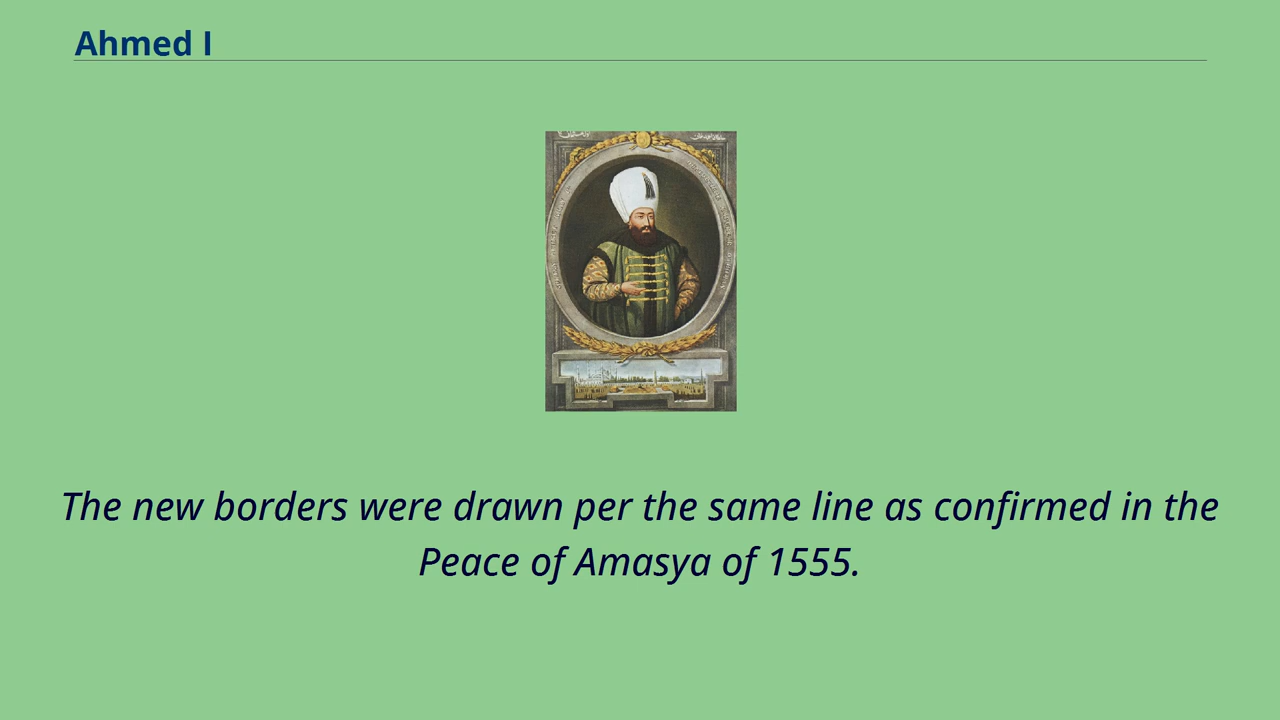 Ahmed I
The new borders were drawn per the same line as confirmed in the
Peace of Amasya of 1555.